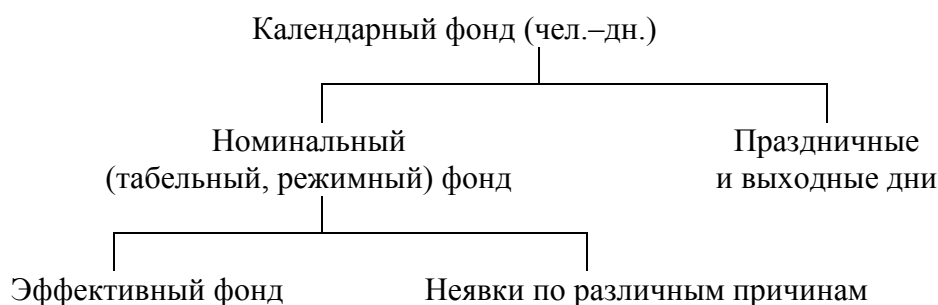 Календарный фонд (чел.–дн.)
Номинальный
(табельный, режимный) фонд
Праздничные
и выходные дни
Эффективный фонд
Неявки по различным причинам